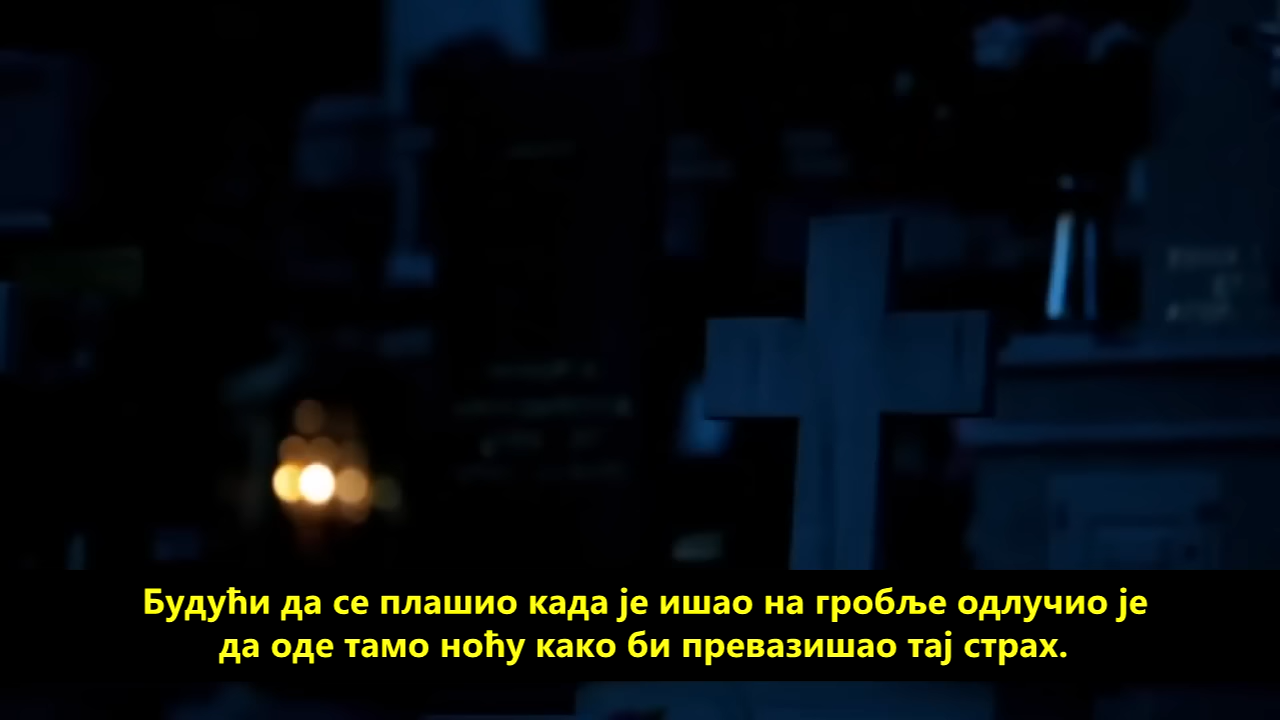 Будући да се плашио када је ишао на гробље одлучио је
да оде тамо ноћу како би превазишао тај страх.